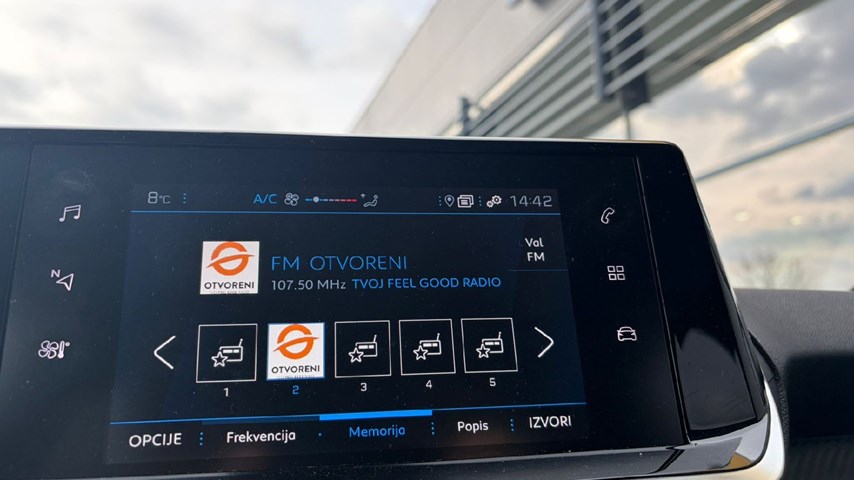 8°C
A/C
14:42
Val
FM
OTVORENI
FM OTVORENI
107.50 MHz TVOJ FEEL GOOD RADIO
N
OTVORENI
1
2
3
4
5
OPCIJE
Frekvencija
Memorija
Popis
IZVORI